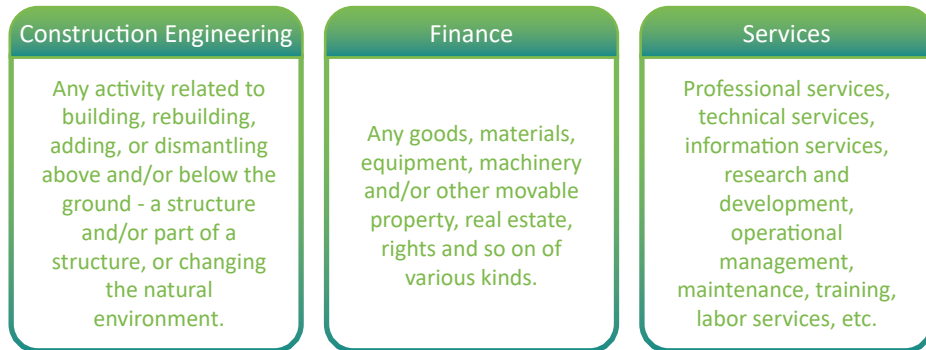 Construction Engineering
Any activity related to
building, rebuilding,
adding, or dismantling
above and/or below the
ground - a structure
and/or part of a
structure, or changing
the natural
environment.
Finance
Any goods, materials,
equipment, machinery
and/or other movable
property, real estate,
rights and so on of
various kinds.
Services
Professional services,
technical services,
information services,
research and
development,
operational
management,
maintenance, training,
labor services, etc.